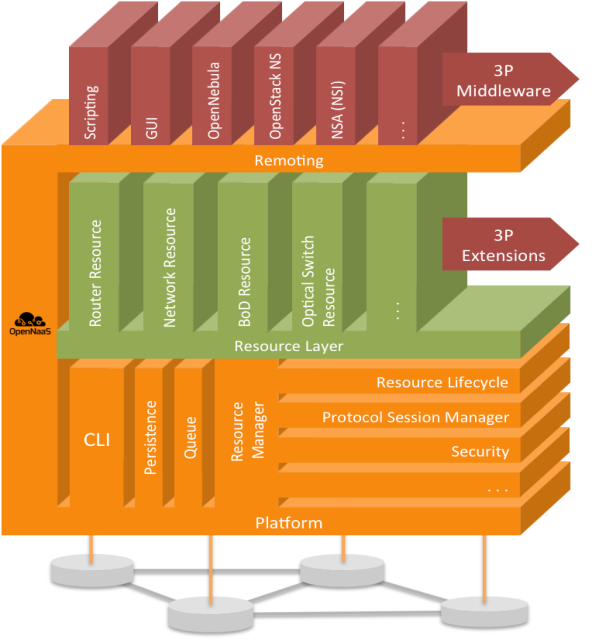 Scripting
GUI
OpenNebula
OpenStack NS
NSA (NSI)
. . .
3P
Middleware
Remoting
Router Resource
Network Resource
BoD Resource
Optical Switch
Resource
. . .
3P
Extensions
OpenNaaS
Resource Layer
CLI
Persistence
Queue
Resource
Manager
Resource Lifecycle
Protocol Session Manager
Security
. . .
Platform